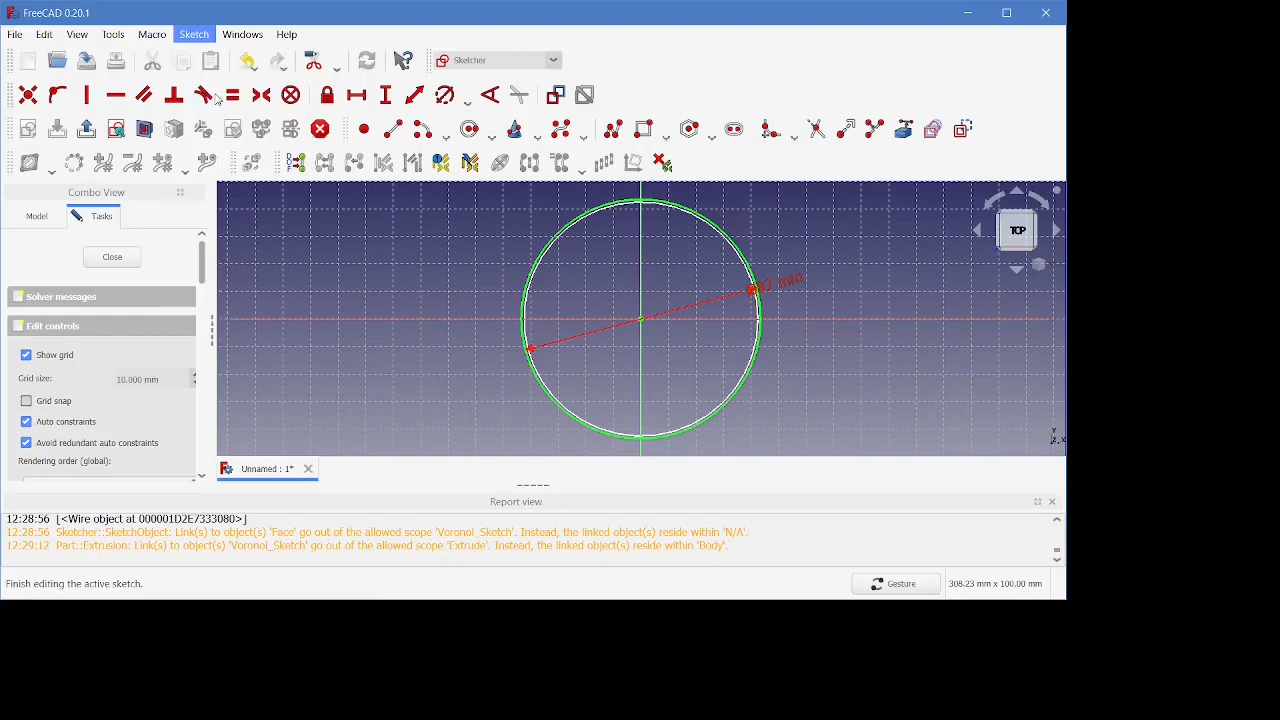 FreeCAD 0.20.1
File Edit View Tools Macro Sketch Windows Help
Sketcher
Combo View
Model Tasks
Close
Solver messages
Edit controls
Show grid
Grid size: 10.000 mm
Grid snap
Auto constraints
Avoid redundant auto constraints
Rendering order (global):
mm
TOP
Unnamed : 1*
Report view
12:28:56 [<Wire object at 000001D2E7333080>]
12:28:56 Sketcher::SketchObject: Link(s) to object(s) 'Face' go out of the allowed scope 'Voronoi_Sketch'. Instead, the linked object(s) reside within 'N/A'.
12:29:12 Part::Extrusion: Link(s) to object(s) 'Voronoi_Sketch' go out of the allowed scope 'Extrude'. Instead, the linked object(s) reside within 'Body'.
Finish editing the active sketch.
Gesture
308.23 mm x 100.00 mm